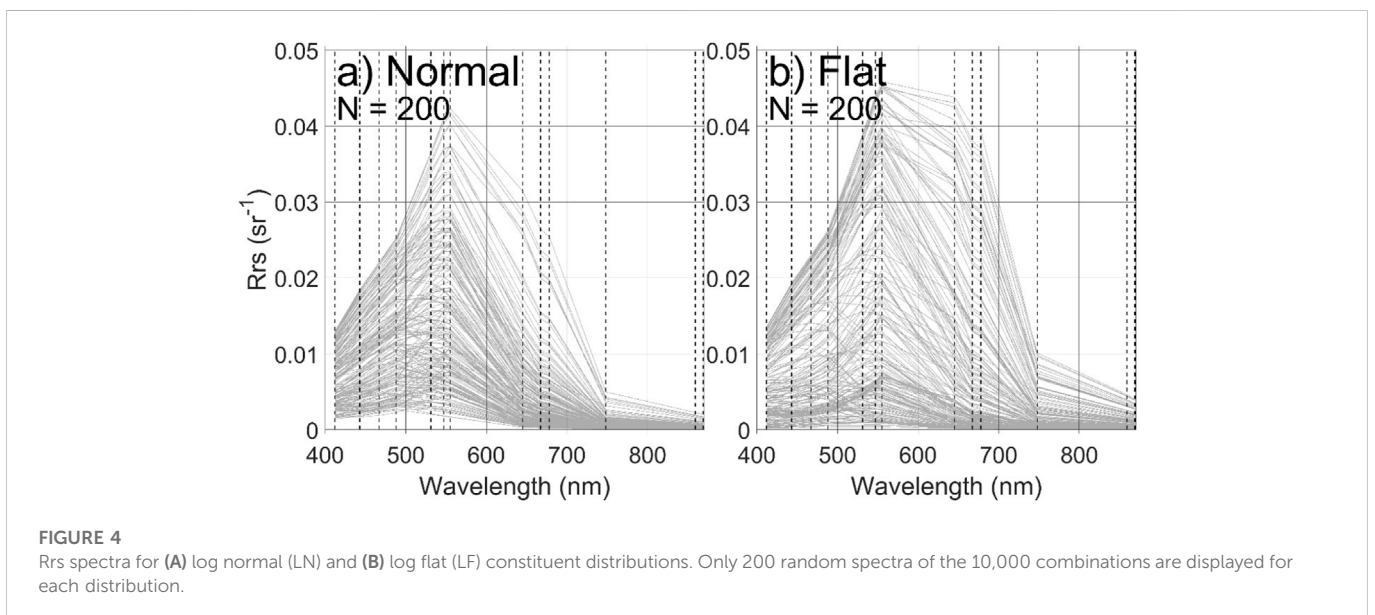 a) Normal
N = 200
0.05
0.04
0.03
0.02
0.01
0
Rrs (sr⁻¹)
400 500 600 700 800
Wavelength (nm)
b) Flat
N = 200
0.05
0.04
0.03
0.02
0.01
0
400 500 600 700 800
Wavelength (nm)
FIGURE 4
Rrs spectra for (A) log normal (LN) and (B) log flat (LF) constituent distributions. Only 200 random spectra of the 10,000 combinations are displayed for
each distribution.